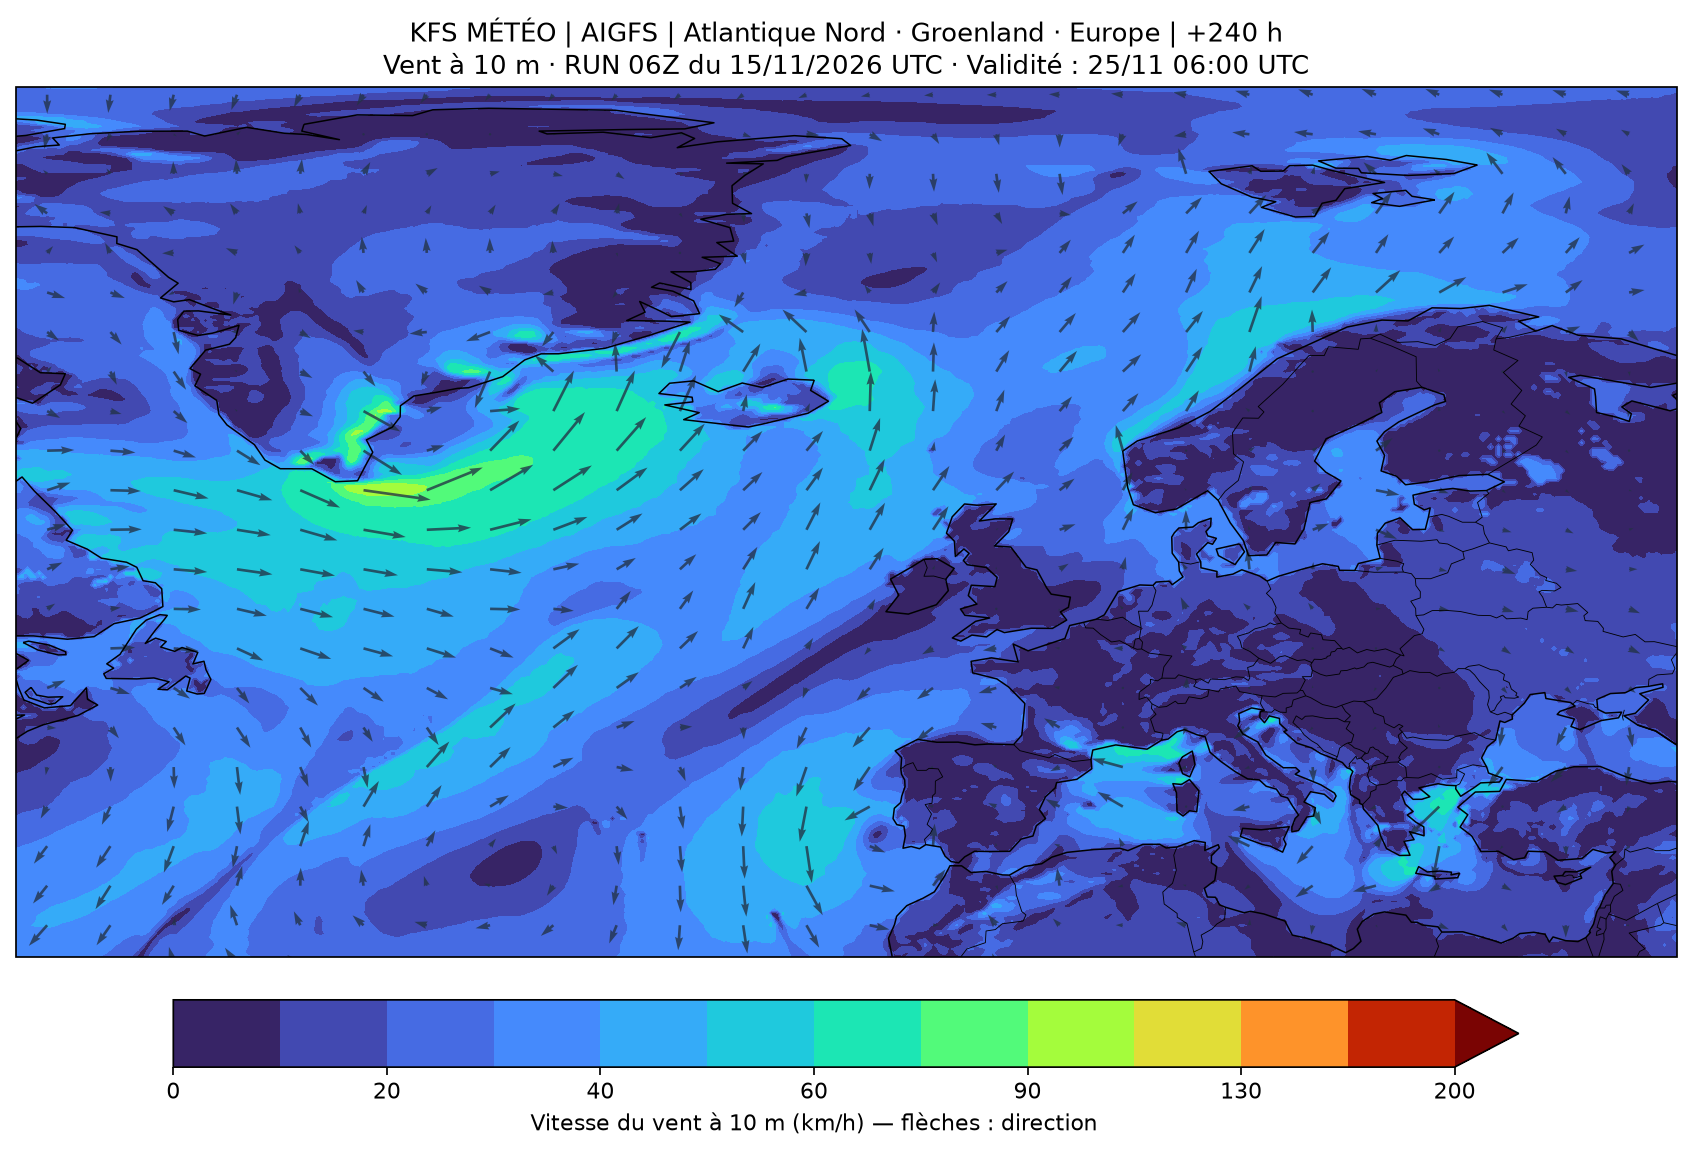 KFS MÉTÉO | AIGFS | Atlantique Nord · Groenland · Europe | +240 h
Vent à 10 m · RUN 06Z du 15/11/2026 UTC · Validité : 25/11 06:00 UTC
0 20 40 60 90 130 200
Vitesse du vent à 10 m (km/h) — flèches : direction